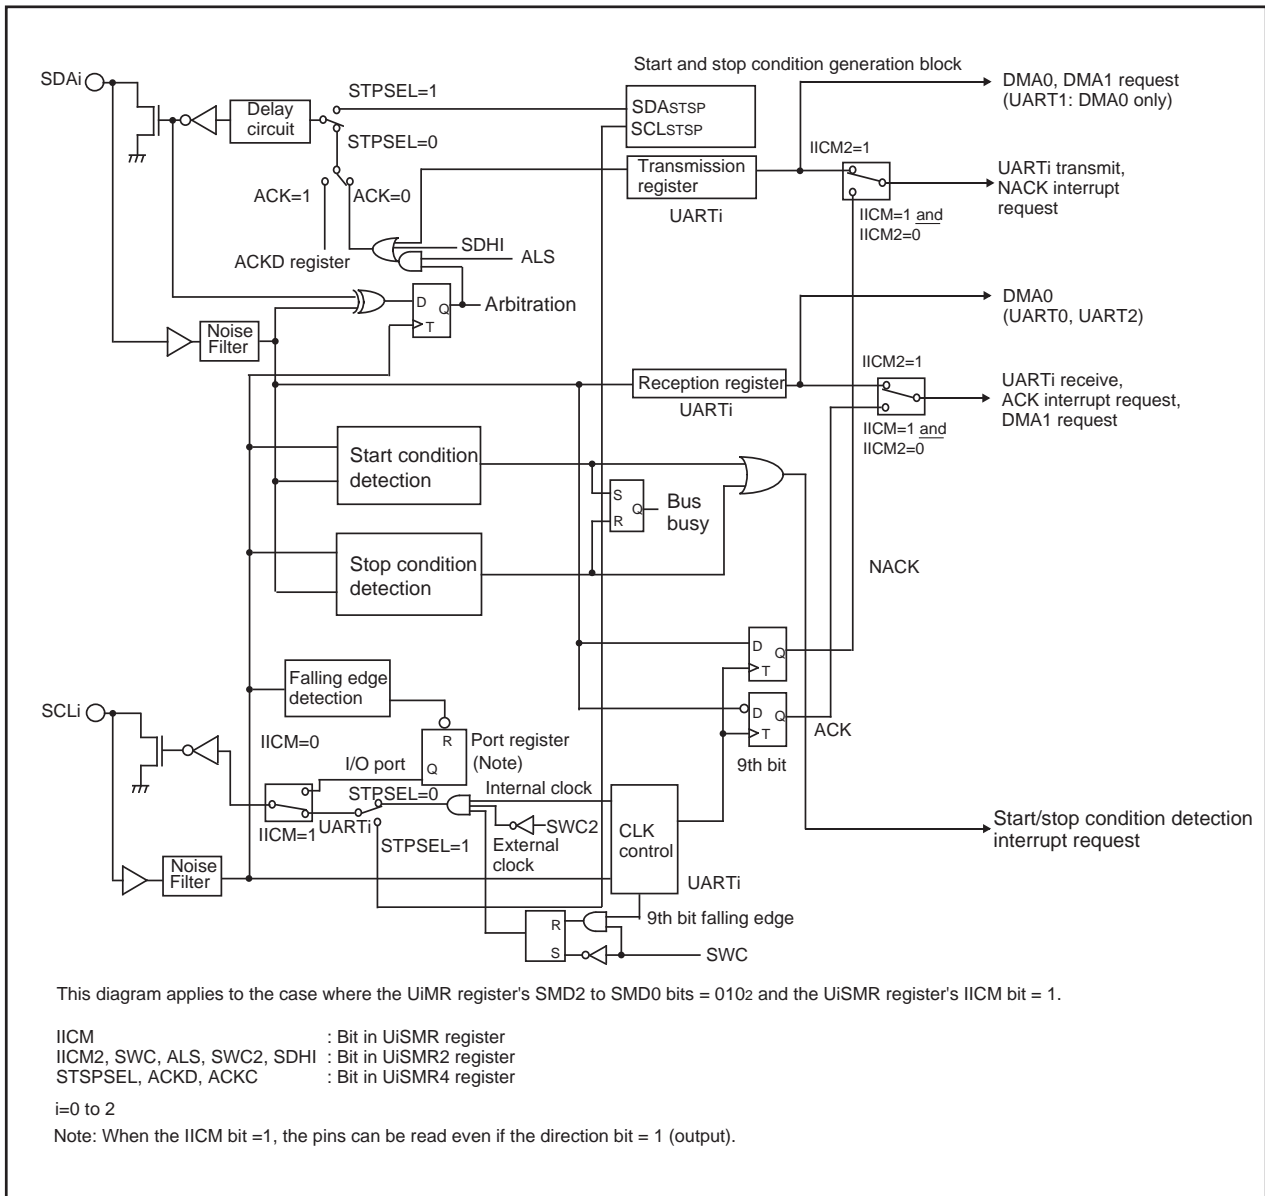 SDAi
STPSEL=1
Start and stop condition generation block
DMA0, DMA1 request
(UART1: DMA0 only)
Delay
circuit
STPSEL=0
SDASTSP
SCLSTSP
IICM2=1
Transmission
register
UARTi
UARTi transmit,
NACK interrupt
request
ACK=1
ACK=0
IICM=1 and
IICM2=0
SDHI
ALS
ACKD register
D
Q
T
Arbitration
DMA0
(UART0, UART2)
Noise
Filter
IICM2=1
Reception register
UARTi
UARTi receive,
ACK interrupt request,
DMA1 request
IICM=1 and
IICM2=0
Start condition
detection
S
R
Q
Bus
busy
Stop condition
detection
NACK
D
Q
T
Falling edge
detection
SCLi
D
Q
T
ACK
9th bit
IICM=0
R
Q
Port register
(Note)
I/O port
STPSEL=0
Internal clock
IICM=1
UARTi
SWC2
External
clock
STPSEL=1
CLK
control
UARTi
Start/stop condition detection
interrupt request
Noise
Filter
R
S
9th bit falling edge
SWC
This diagram applies to the case where the UiMR register's SMD2 to SMD0 bits = 0102 and the UiSMR register's IICM bit = 1.
IICM : Bit in UiSMR register
IICM2, SWC, ALS, SWC2, SDHI : Bit in UiSMR2 register
STSPSEL, ACKD, ACKC : Bit in UiSMR4 register
i=0 to 2
Note: When the IICM bit =1, the pins can be read even if the direction bit = 1 (output).